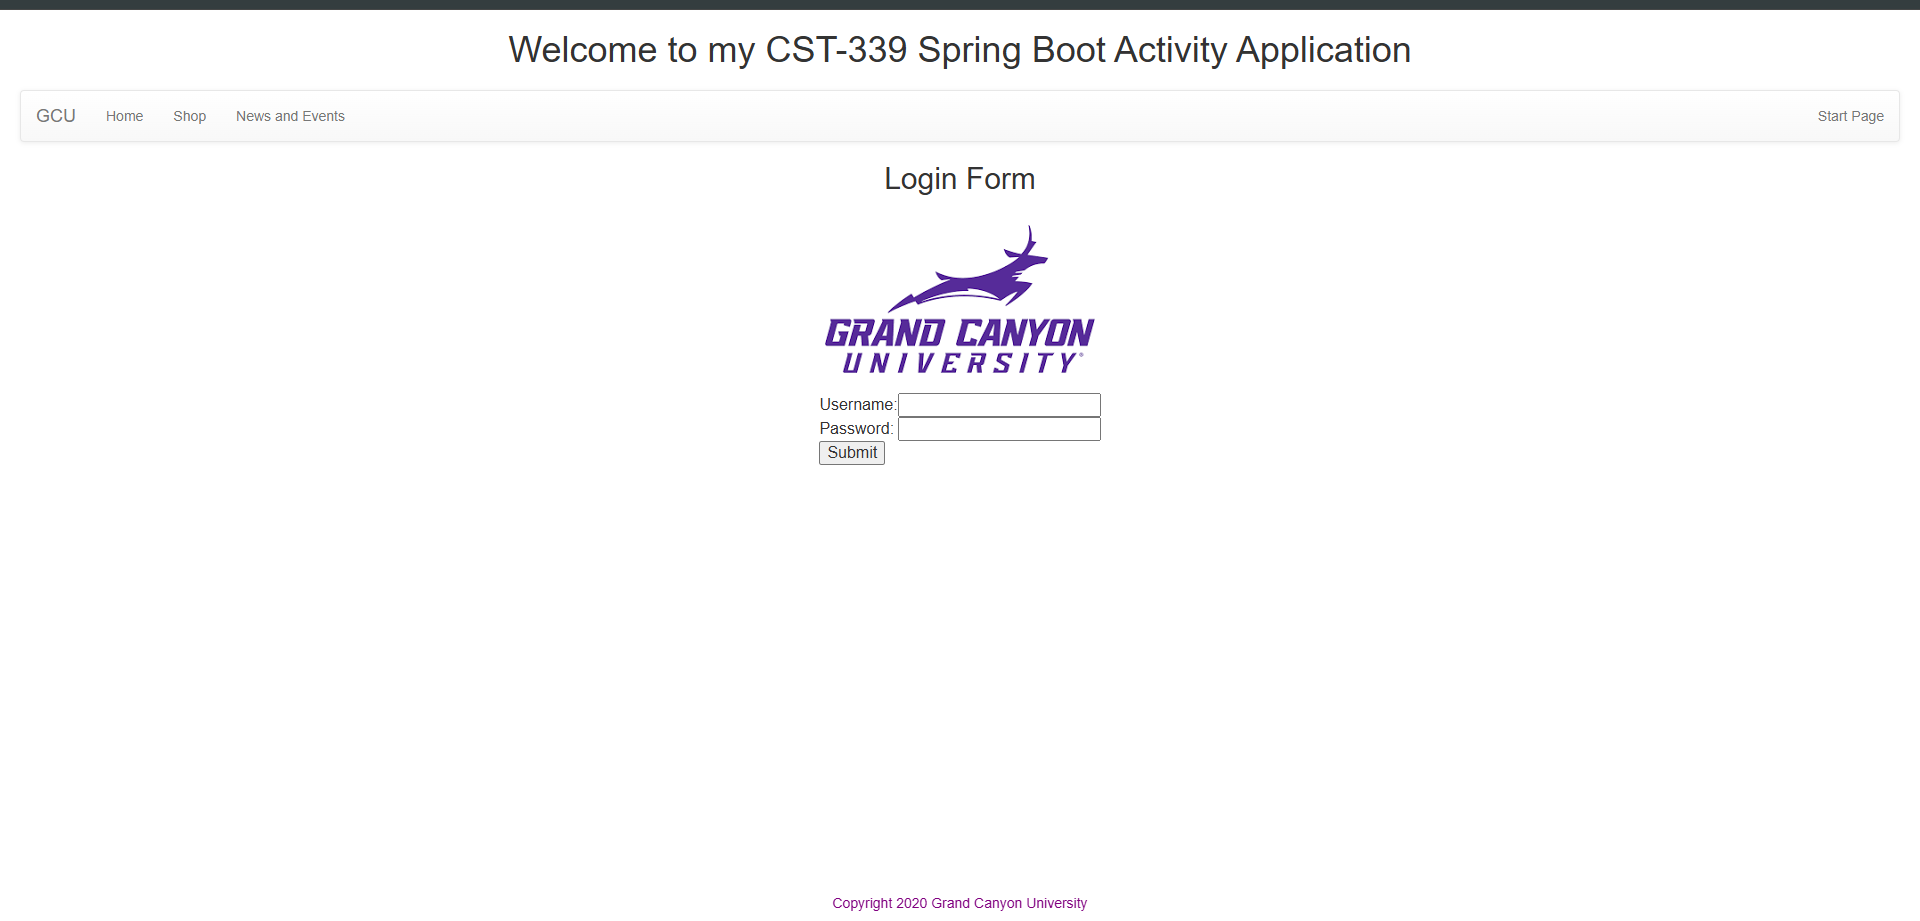 Welcome to my CST-339 Spring Boot Activity Application
GCU Home Shop News and Events Start Page
Login Form
GRAND CANYON
UNIVERSITY®
Username:
Password:
Submit
Copyright 2020 Grand Canyon University